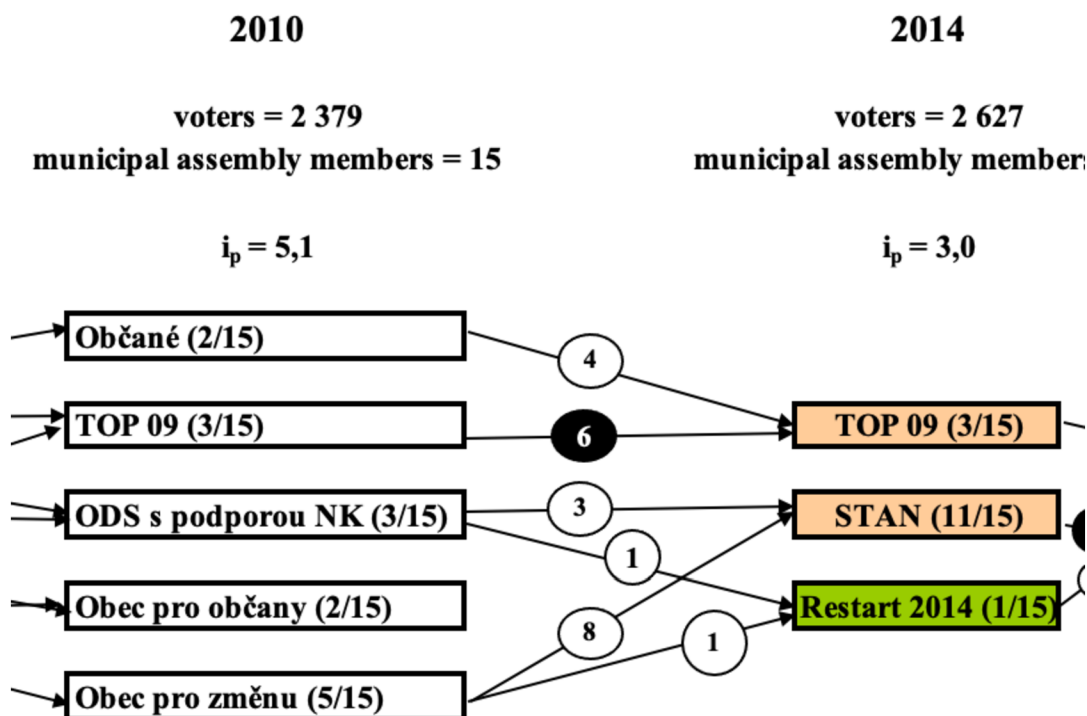 2010
2014
voters = 2 379
voters = 2 627
municipal assembly members = 15
municipal assembly members
ip = 5,1
ip = 3,0
Občané (2/15)
4
TOP 09 (3/15)
6
TOP 09 (3/15)
ODS s podporou NK (3/15)
3
STAN (11/15)
1
Obec pro občany (2/15)
8
1
Restart 2014 (1/15)
Obec pro změnu (5/15)